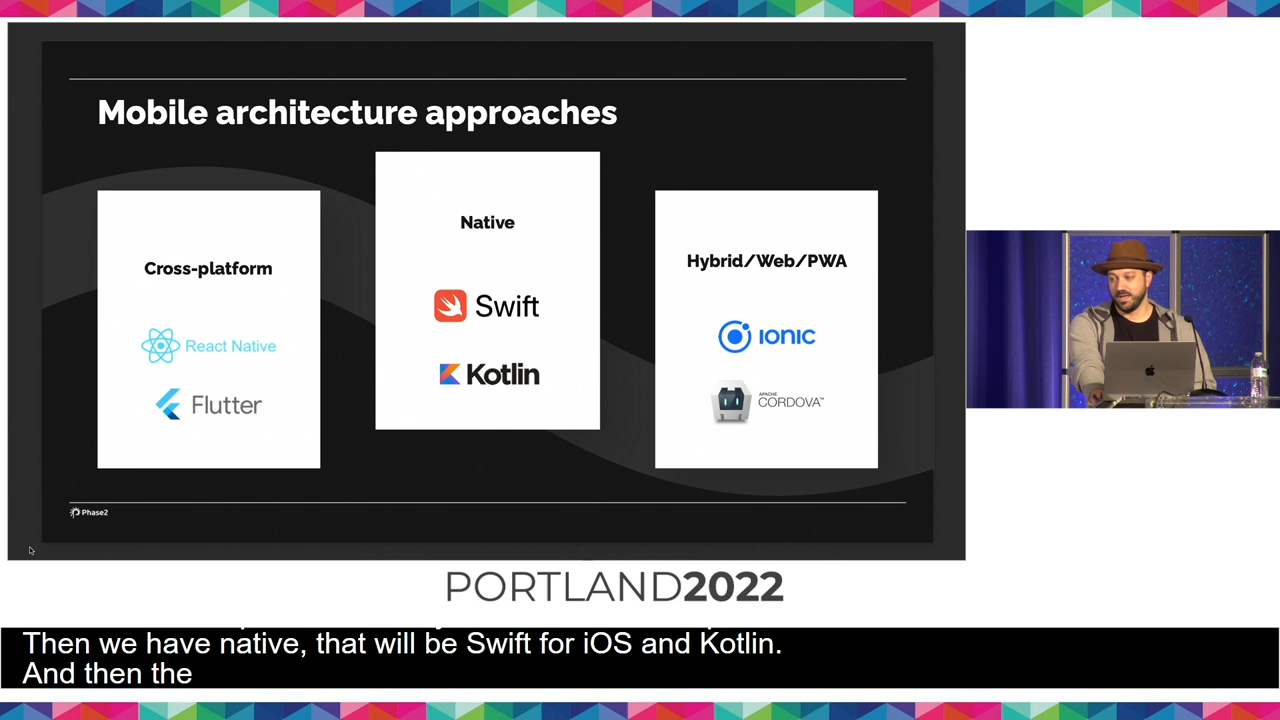 Mobile architecture approaches
Cross-platform
React Native
Flutter
Native
Swift
Kotlin
Hybrid/Web/PWA
IONIC
APACHE
CORDOVA™
Phase2
PORTLAND2022
Then we have native, that will be Swift for iOS and Kotlin.
And then the